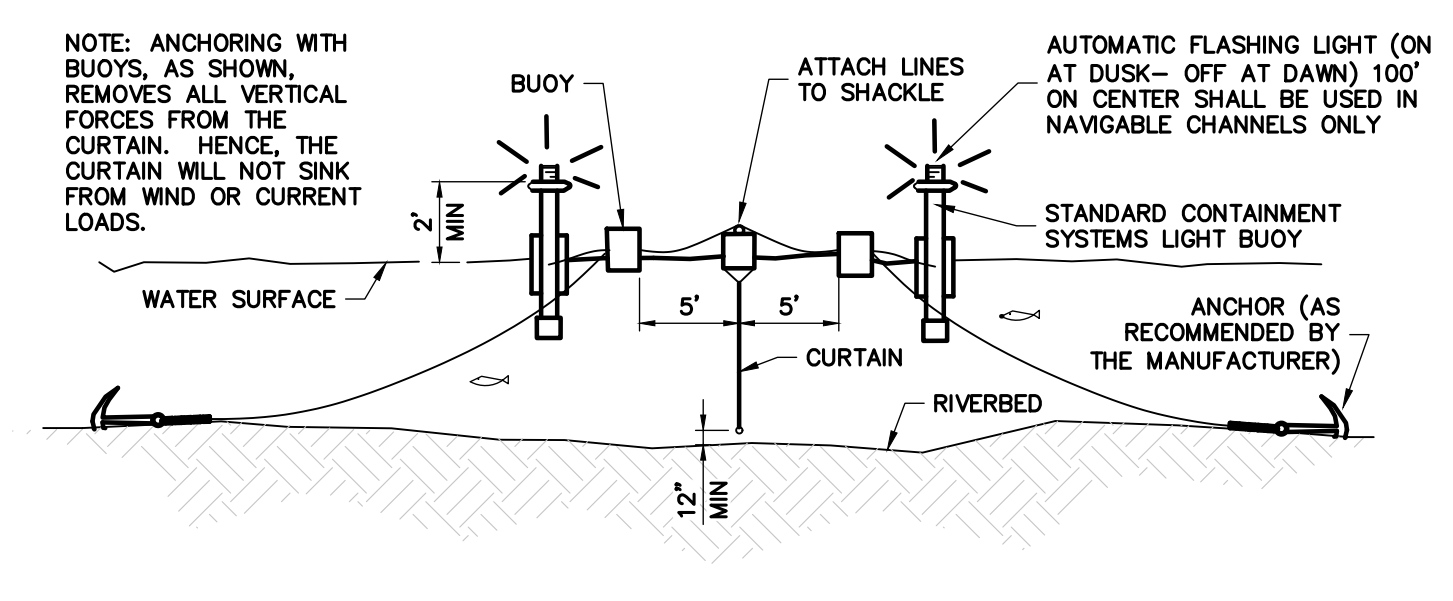 NOTE: ANCHORING WITH
BUOYS, AS SHOWN,
REMOVES ALL VERTICAL
FORCES FROM THE
CURTAIN. HENCE, THE
CURTAIN WILL NOT SINK
FROM WIND OR CURRENT
LOADS.
BUOY
ATTACH LINES
TO SHACKLE
AUTOMATIC FLASHING LIGHT (ON
AT DUSK– OFF AT DAWN) 100'
ON CENTER SHALL BE USED IN
NAVIGABLE CHANNELS ONLY
2'
MIN
STANDARD CONTAINMENT
SYSTEMS LIGHT BUOY
WATER SURFACE
5'
5'
ANCHOR (AS
RECOMMENDED BY
THE MANUFACTURER)
CURTAIN
RIVERBED
12"
MIN